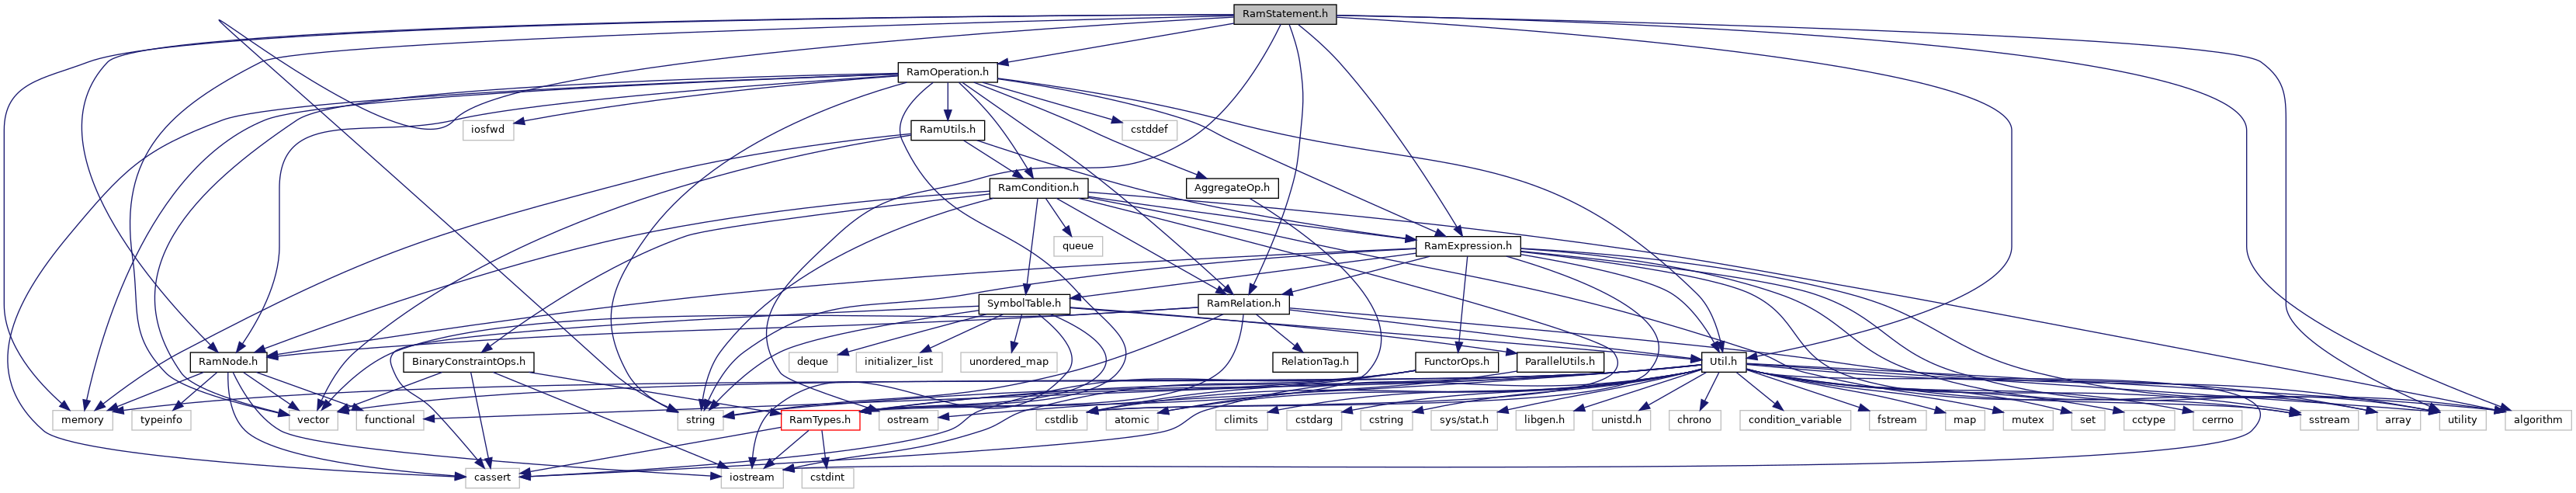 RamStatement.h
RamOperation.h
iosfwd
RamUtils.h
cstddef
RamCondition.h
AggregateOp.h
queue
RamExpression.h
SymbolTable.h
RamRelation.h
RamNode.h
BinaryConstraintOps.h
deque
initializer_list
unordered_map
RelationTag.h
FunctorOps.h
ParallelUtils.h
Util.h
memory
typeinfo
vector
functional
string
RamTypes.h
ostream
cstdlib
atomic
climits
cstdarg
cstring
sys/stat.h
libgen.h
unistd.h
chrono
condition_variable
fstream
map
mutex
set
cctype
cerrno
sstream
array
utility
algorithm
cassert
iostream
cstdint